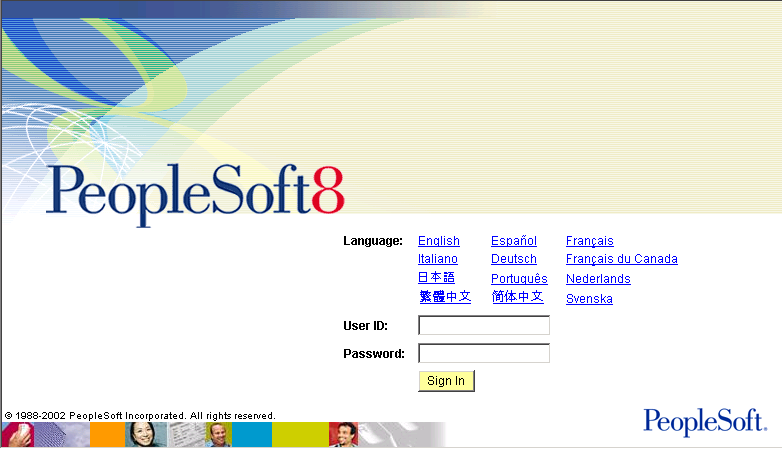 PeopleSoft8
Language: English Español Français
Italiano Deutsch Français du Canada
日本語 Português Nederlands
繁體中文 简体中文 Svenska
User ID:
Password:
Sign In
© 1988-2002 PeopleSoft Incorporated. All rights reserved.
PeopleSoft®